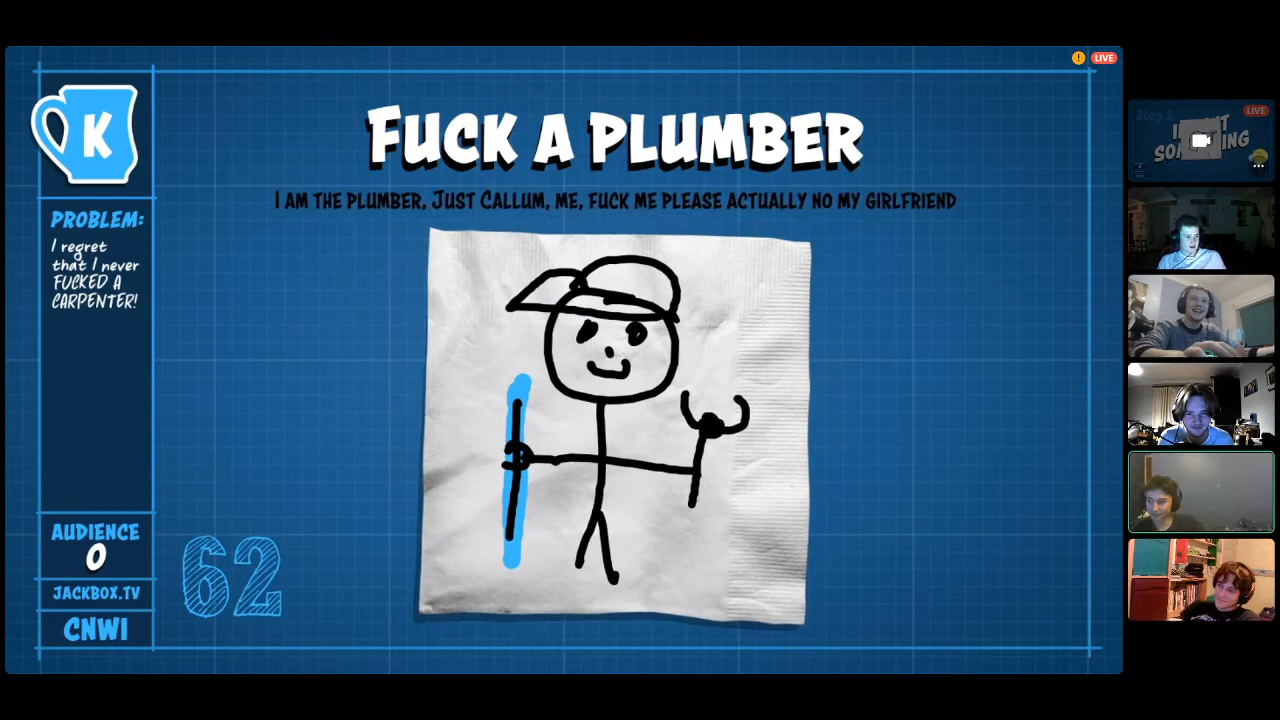 LIVE
K
FUCK A PLUMBER
I AM THE PLUMBER, JUST CALLUM, ME, FUCK ME PLEASE ACTUALLY NO MY GIRLFRIEND
PROBLEM:
I regret
that I never
FUCKED A
CARPENTER!
AUDIENCE
0
JACKBOX.TV
CNWI
62
LIVE